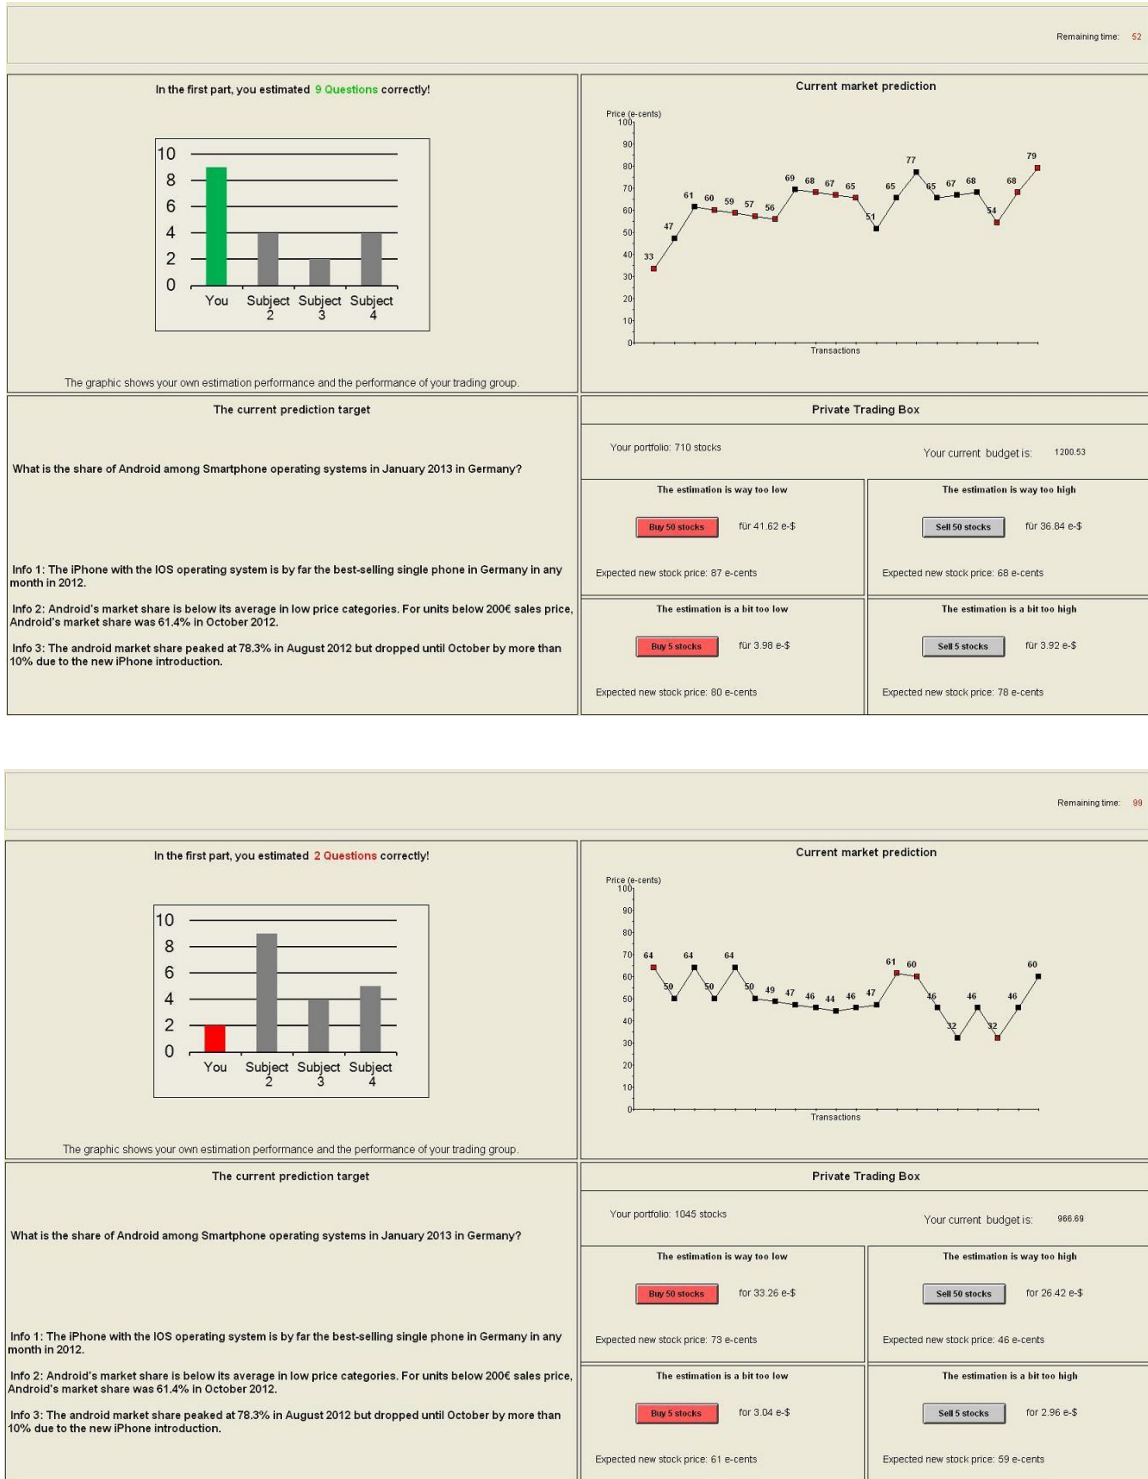 Remaining time: 52
In the first part, you estimated 9 Questions correctly!
10
8
6
4
2
0
You
Subject 2
Subject 3
Subject 4
The graphic shows your own estimation performance and the performance of your trading group.
Current market prediction
Price (e-cents)
100
90
80
70
60
50
40
30
20
10
0
33 47 61 60 59 57 56 69 68 67 65 51 65 77 65 67 68 54 68 79
Transactions
The current prediction target
What is the share of Android among Smartphone operating systems in January 2013 in Germany?
Info 1: The iPhone with the IOS operating system is by far the best-selling single phone in Germany in any
month in 2012.
Info 2: Android's market share is below its average in low price categories. For units below 200€ sales price,
Android's market share was 61.4% in October 2012.
Info 3: The android market share peaked at 78.3% in August 2012 but dropped until October by more than
10% due to the new iPhone introduction.
Private Trading Box
Your portfolio: 710 stocks
Your current budget is: 1200.53
The estimation is way too low
Buy 50 stocks für 41.62 e-$
Expected new stock price: 87 e-cents
The estimation is way too high
Sell 50 stocks für 36.84 e-$
Expected new stock price: 68 e-cents
The estimation is a bit too low
Buy 5 stocks für 3.98 e-$
Expected new stock price: 80 e-cents
The estimation is a bit too high
Sell 5 stocks für 3.92 e-$
Expected new stock price: 78 e-cents
Remaining time: 99
In the first part, you estimated 2 Questions correctly!
10
8
6
4
2
0
You
Subject 2
Subject 3
Subject 4
The graphic shows your own estimation performance and the performance of your trading group.
Current market prediction
Price (e-cents)
100
90
80
70
60
50
40
30
20
10
0
64 50 64 50 64 50 49 47 46 44 46 47 61 60 46 32 46 32 46 60
Transactions
The current prediction target
What is the share of Android among Smartphone operating systems in January 2013 in Germany?
Info 1: The iPhone with the IOS operating system is by far the best-selling single phone in Germany in any
month in 2012.
Info 2: Android's market share is below its average in low price categories. For units below 200€ sales price,
Android's market share was 61.4% in October 2012.
Info 3: The android market share peaked at 78.3% in August 2012 but dropped until October by more than
10% due to the new iPhone introduction.
Private Trading Box
Your portfolio: 1045 stocks
Your current budget is: 966.69
The estimation is way too low
Buy 50 stocks for 33.26 e-$
Expected new stock price: 73 e-cents
The estimation is way too high
Sell 50 stocks for 26.42 e-$
Expected new stock price: 46 e-cents
The estimation is a bit too low
Buy 5 stocks for 3.04 e-$
Expected new stock price: 61 e-cents
The estimation is a bit too high
Sell 5 stocks for 2.96 e-$
Expected new stock price: 59 e-cents